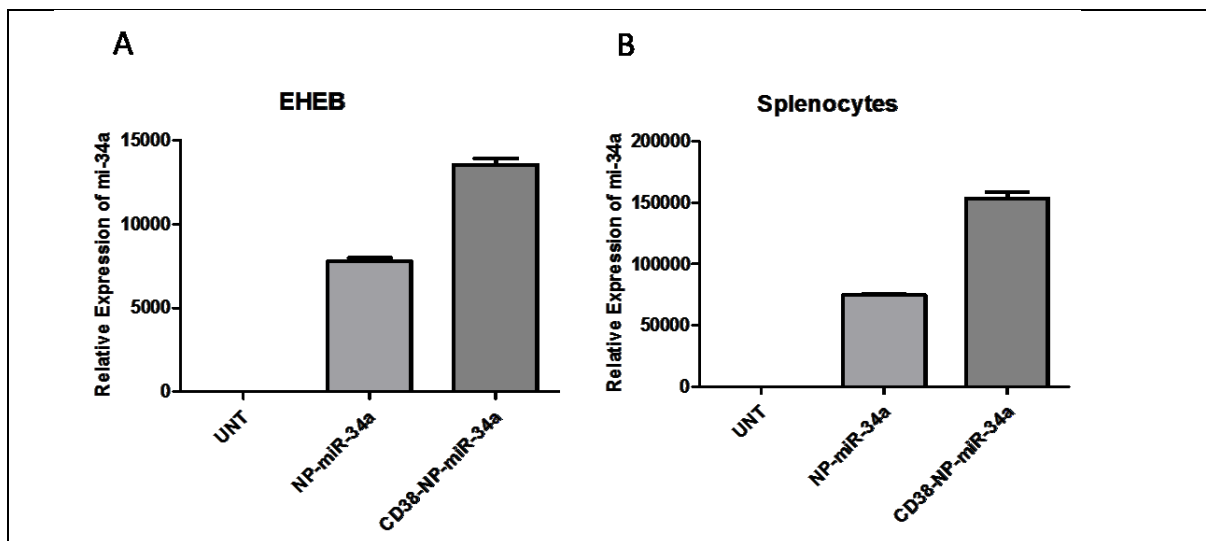 A
B
EHEB
Splenocytes
Relative Expression of mi-34a
15000
10000
5000
0
UNT
NP-miR-34a
CD38-NP-miR-34a
Relative Expression of mi-34a
200000
150000
100000
50000
0
UNT
NP-miR-34a
CD38-NP-miR-34a